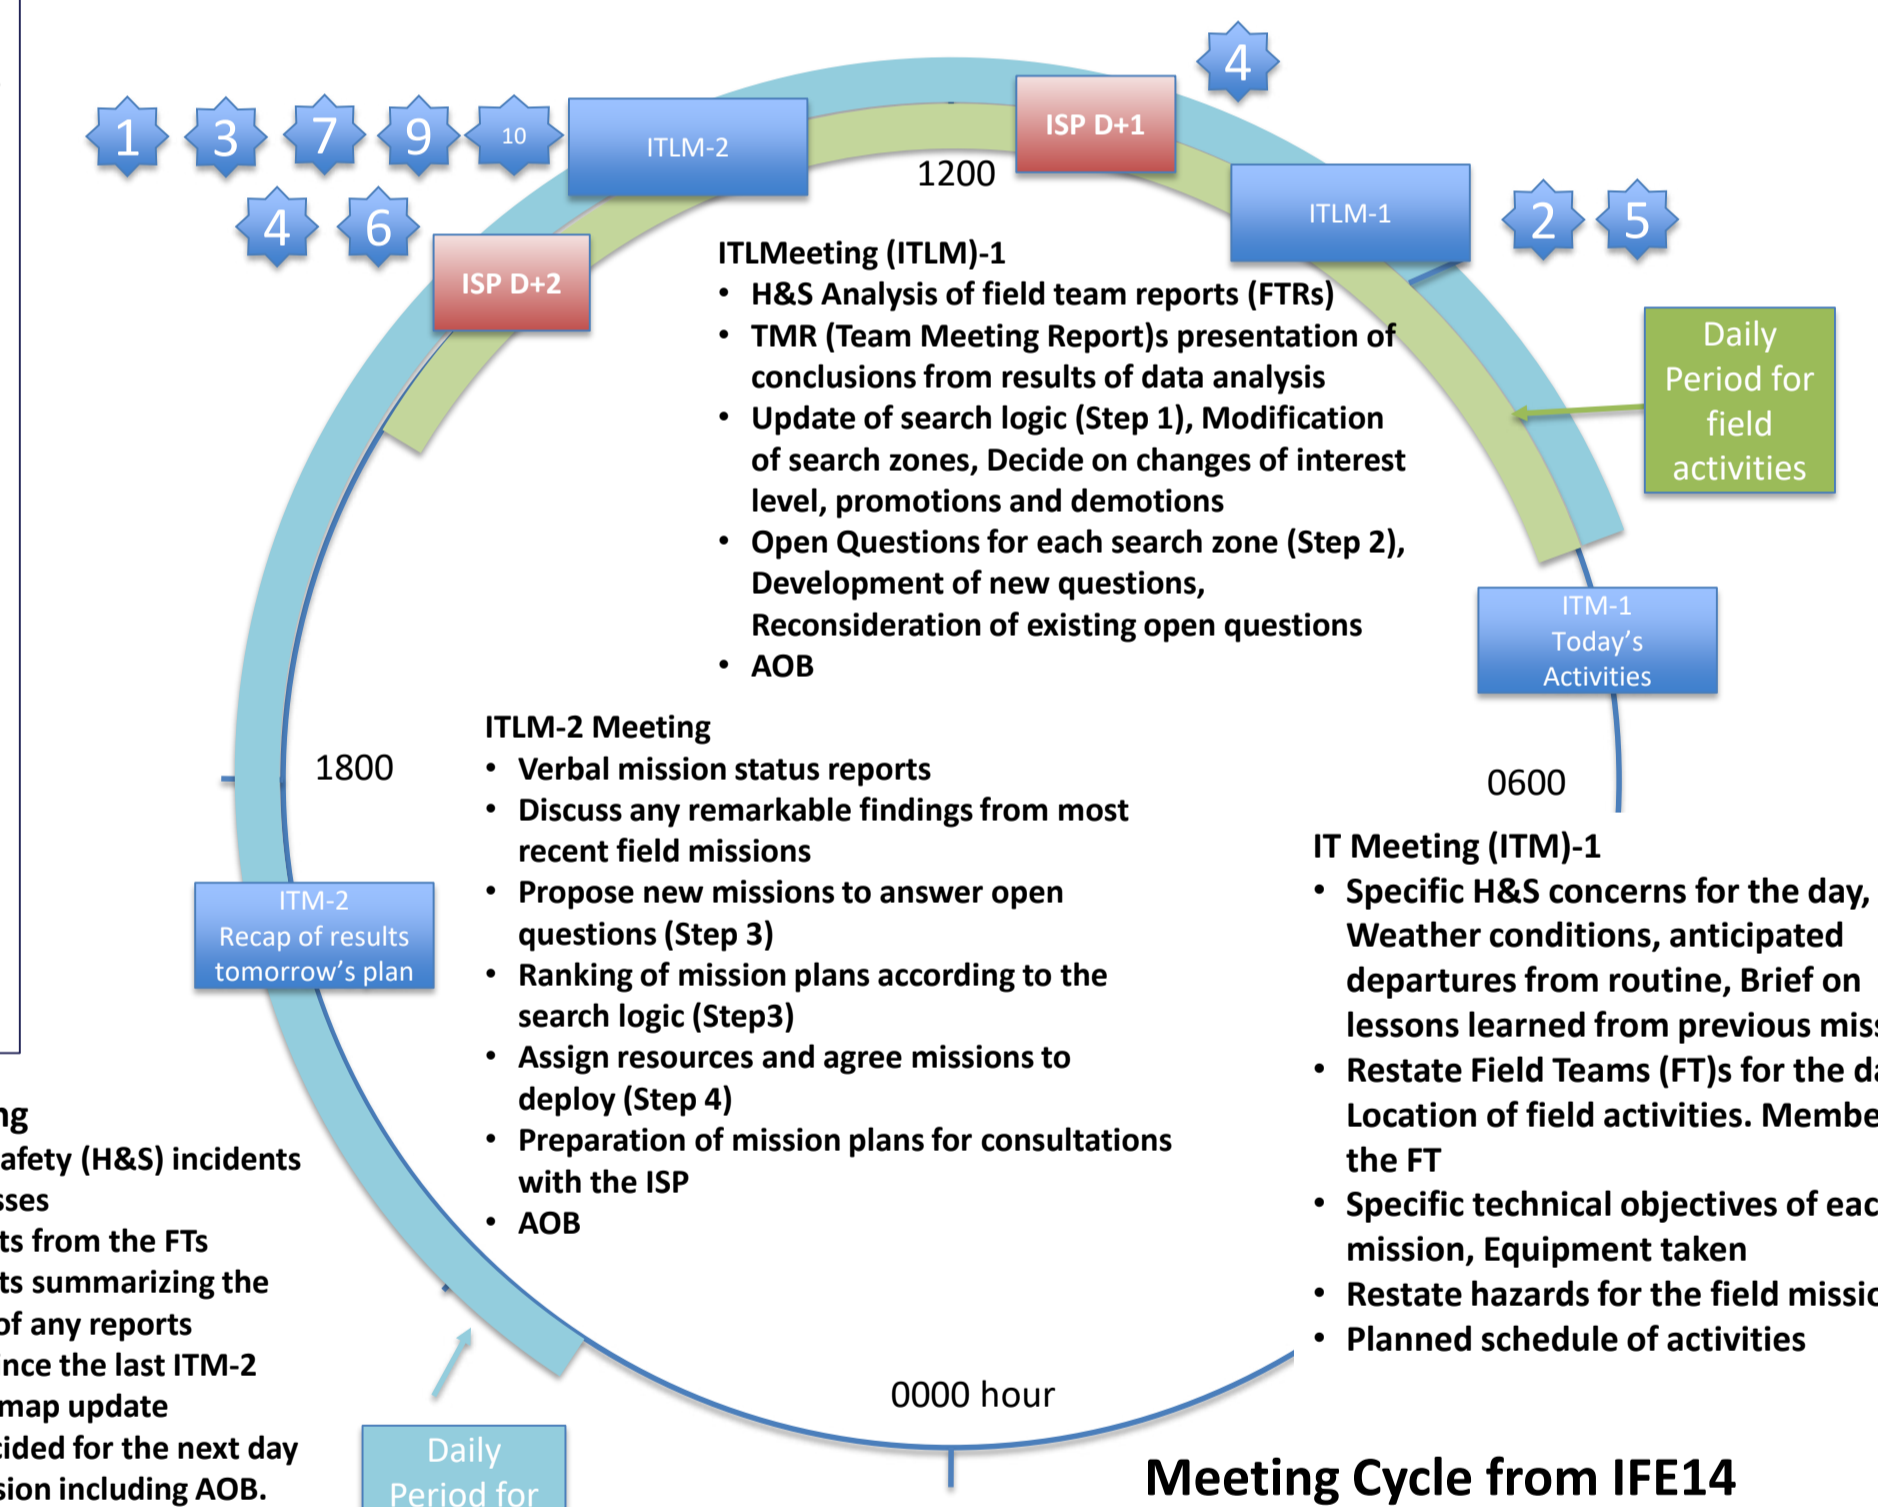 4
1 3 7 9 10
ITLM-2
ISP D+1
1200
4 6
ISP D+2
ITLM-1
2 5
ITLMeeting (ITLM)-1
• H&S Analysis of field team reports (FTRs)
• TMR (Team Meeting Report)s presentation of
conclusions from results of data analysis
• Update of search logic (Step 1), Modification
of search zones, Decide on changes of interest
level, promotions and demotions
• Open Questions for each search zone (Step 2),
Development of new questions,
Reconsideration of existing open questions
• AOB
Daily
Period for
field
activities
ITM-1
Today's
Activities
1800
0600
ITLM-2 Meeting
• Verbal mission status reports
• Discuss any remarkable findings from most
recent field missions
• Propose new missions to answer open
questions (Step 3)
• Ranking of mission plans according to the
search logic (Step3)
• Assign resources and agree missions to
deploy (Step 4)
• Preparation of mission plans for consultations
with the ISP
• AOB
ITM-2
Recap of results
tomorrow's plan
IT Meeting (ITM)-1
• Specific H&S concerns for the day,
Weather conditions, anticipated
departures from routine, Brief on
lessons learned from previous
• Restate Field Teams (FT)s for the
Location of field activities.
the FT
• Specific technical objectives of
mission, Equipment taken
• Restate hazards for the field
• Planned schedule of activities
(H&S) incidents
from the FTs
summarizing the
of any reports
the last ITM-2
map update
for the next day
including AOB.
0000 hour
Daily
Period for
Meeting Cycle from IFE14